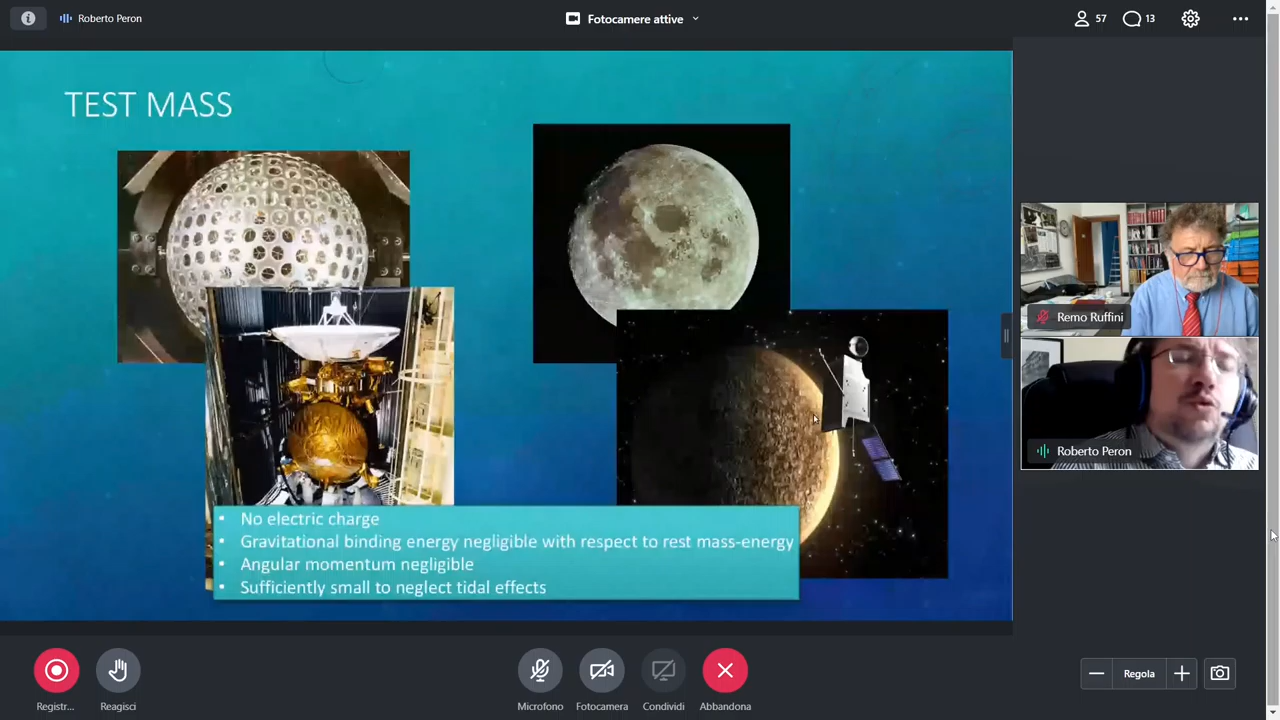 Roberto Peron
Fotocamere attive
57
13
TEST MASS
• No electric charge
• Gravitational binding energy negligible with respect to rest mass-energy
• Angular momentum negligible
• Sufficiently small to neglect tidal effects
Remo Ruffini
Roberto Peron
Registr...
Reagisci
Microfono
Fotocamera
Condividi
Abbandona
Regola